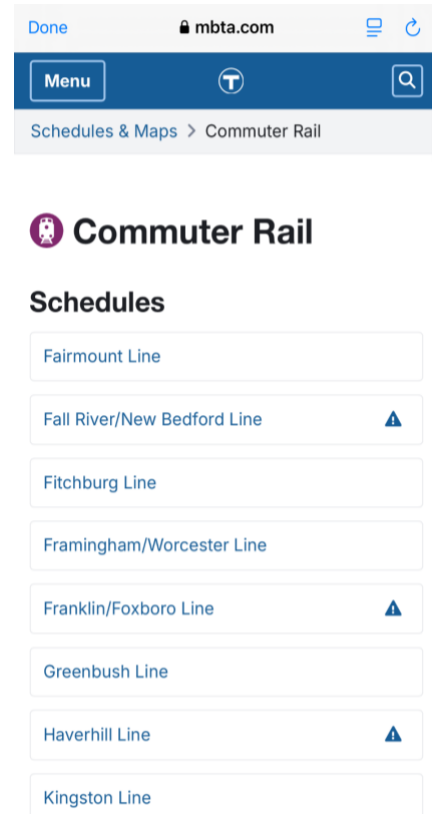 Done mbta.com
Menu T
Schedules & Maps > Commuter Rail
Commuter Rail
Schedules
Fairmount Line
Fall River/New Bedford Line
Fitchburg Line
Framingham/Worcester Line
Franklin/Foxboro Line
Greenbush Line
Haverhill Line
Kingston Line